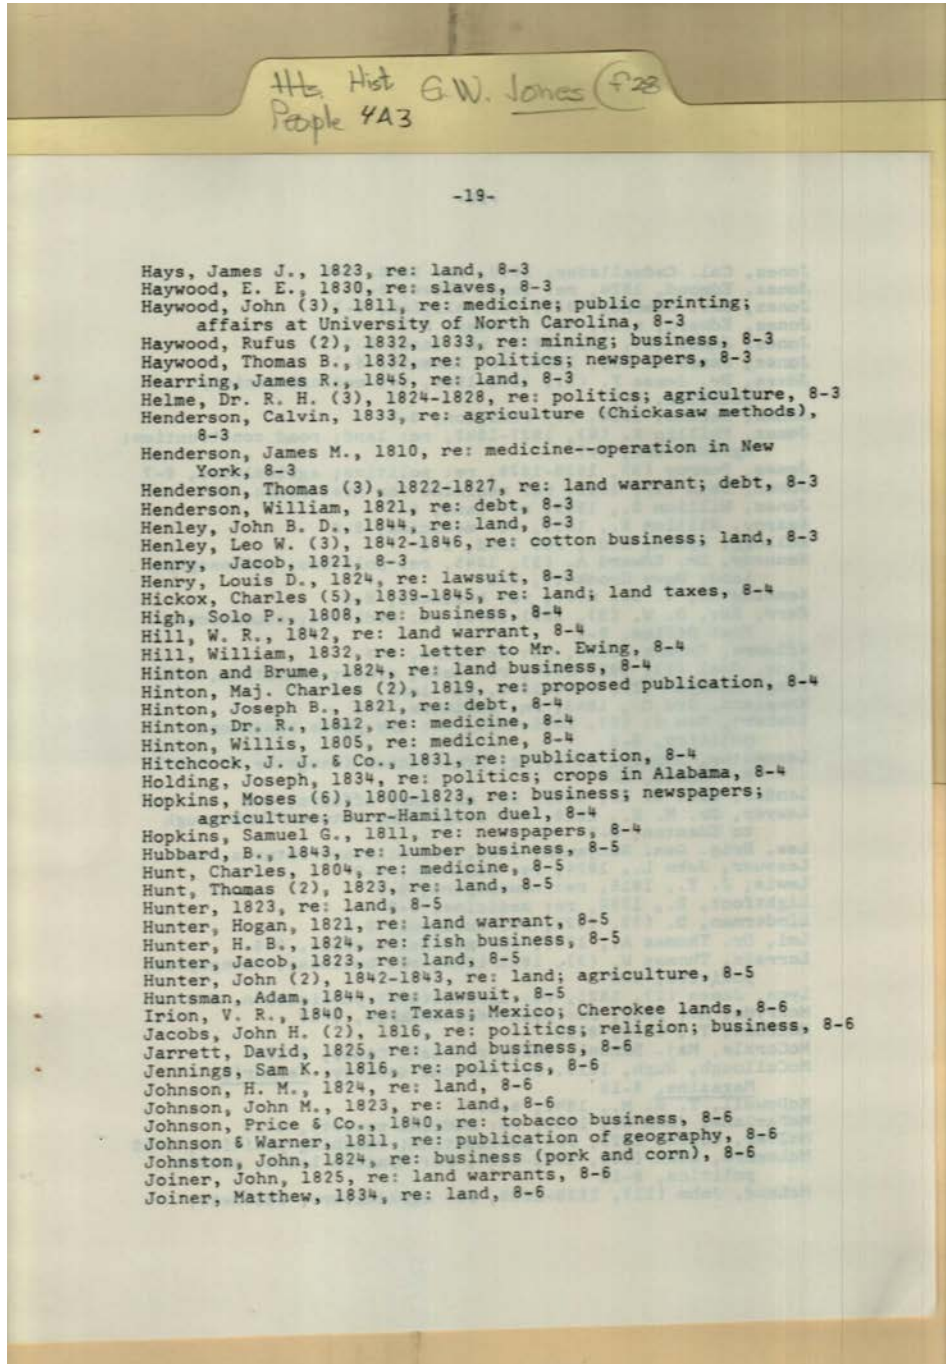 Hts. Hist G.W. Jones f28
People 4A3
-19-
Hays, James J., 1823, re: land, 8-3
Haywood, E. E., 1830, re: slaves, 8-3
Haywood, John (3), 1811, re: medicine; public printing;
affairs at University of North Carolina, 8-3
Haywood, Rufus (2), 1832, 1833, re: mining; business, 8-3
Haywood, Thomas B., 1832, re: politics; newspapers, 8-3
Hearring, James R., 1845, re: land, 8-3
Helme, Dr. R. H. (3), 1824-1828, re: politics; agriculture, 8-3
Henderson, Calvin, 1833, re: agriculture (Chickasaw methods),
8-3
Henderson, James M., 1810, re: medicine--operation in New
York, 8-3
Henderson, Thomas (3), 1822-1827, re: land warrant; debt, 8-3
Henderson, William, 1821, re: debt, 8-3
Henley, John B. D., 1844, re: land, 8-3
Henley, Leo W. (3), 1842-1846, re: cotton business; land, 8-3
Henry, Jacob, 1821, 8-3
Henry, Louis D., 1824, re: lawsuit, 8-3
Hickox, Charles (5), 1839-1845, re: land; land taxes, 8-4
High, Solo P., 1808, re: business, 8-4
Hill, W. R., 1842, re: land warrant, 8-4
Hill, William, 1832, re: letter to Mr. Ewing, 8-4
Hinton and Brume, 1824, re: land business, 8-4
Hinton, Maj. Charles (2), 1819, re: proposed publication, 8-4
Hinton, Joseph B., 1821, re: debt, 8-4
Hinton, Dr. R., 1812, re: medicine, 8-4
Hinton, Willis, 1805, re: medicine, 8-4
Hitchcock, J. J. & Co., 1831, re: publication, 8-4
Holding, Joseph, 1834, re: politics; crops in Alabama, 8-4
Hopkins, Moses (6), 1800-1823, re: business; newspapers;
agriculture; Burr-Hamilton duel, 8-4
Hopkins, Samuel G., 1811, re: newspapers, 8-4
Hubbard, B., 1843, re: lumber business, 8-5
Hunt, Charles, 1804, re: medicine, 8-5
Hunt, Thomas (2), 1823, re: land, 8-5
Hunter, 1823, re: land, 8-5
Hunter, Hogan, 1821, re: land warrant, 8-5
Hunter, H. B., 1824, re: fish business, 8-5
Hunter, Jacob, 1823, re: land, 8-5
Hunter, John (2), 1842-1843, re: land; agriculture, 8-5
Huntsman, Adam, 1844, re: lawsuit, 8-5
Irion, V. R., 1840, re: Texas; Mexico; Cherokee lands, 8-6
Jacobs, John H. (2), 1816, re: politics; religion; business, 8-6
Jarrett, David, 1825, re: land business, 8-6
Jennings, Sam K., 1816, re: politics, 8-6
Johnson, H. M., 1824, re: land, 8-6
Johnson, John M., 1823, re: land, 8-6
Johnson, Price & Co., 1840, re: tobacco business, 8-6
Johnson & Warner, 1811, re: publication of geography, 8-6
Johnston, John, 1824, re: business (pork and corn), 8-6
Joiner, John, 1825, re: land warrants, 8-6
Joiner, Matthew, 1834, re: land, 8-6